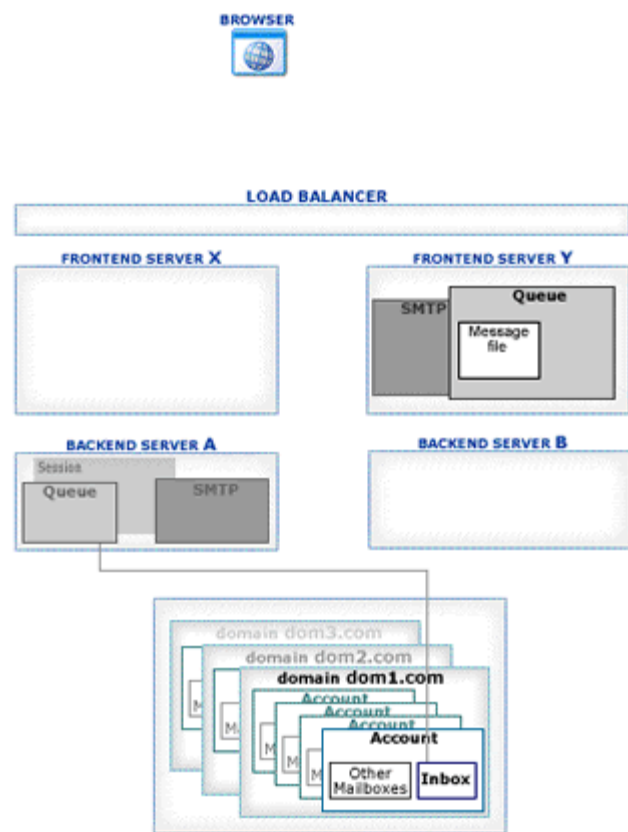 BROWSER
LOAD BALANCER
FRONTEND SERVER X
FRONTEND SERVER Y
SMTP
Queue
Message
file
BACKEND SERVER A
BACKEND SERVER B
Session
Queue
SMTP
domain dom3.com
domain dom2.com
domain dom1.com
Account
Account
Account
Account
M
M
M
M
M
Other
Mailboxes
Inbox